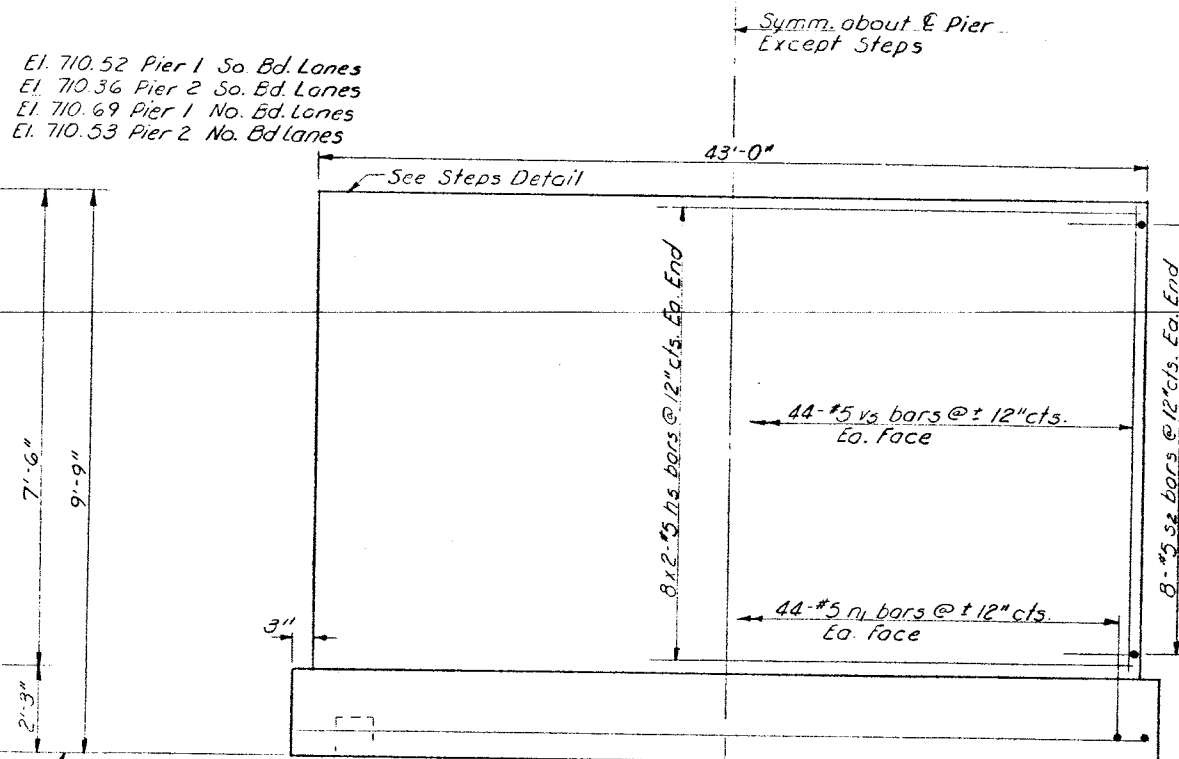 Symm. about ℄ Pier
Except Steps
El. 710.52 Pier 1 So. Bd. Lanes
El. 710.36 Pier 2 So. Bd. Lanes
El. 710.69 Pier 1 No. Bd. Lanes
El. 710.53 Pier 2 No. Bd Lanes
43'-0"
See Steps Detail
8x2-#5 h5 bars @ 12" cts. Ea. End
8-#5 s2 bars @ 12" cts. Ea. End
44-#5 v5 bars @ ± 12" cts.
Ea. Face
7'-6"
9'-9"
44-#5 n1 bars @ ± 12" cts.
Ea. Face
3"
2'-3"